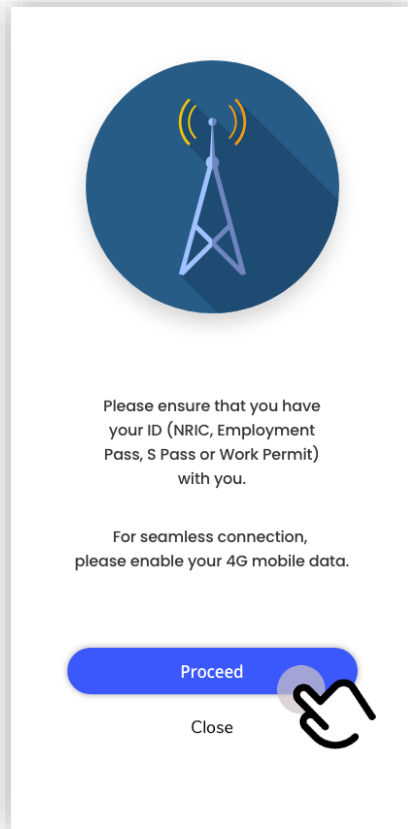 Please ensure that you have
your ID (NRIC, Employment
Pass, S Pass or Work Permit)
with you.
For seamless connection,
please enable your 4G mobile data.
Proceed
Close